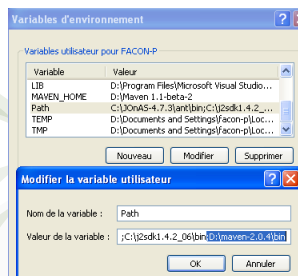 Variables d'environnement
Variables utilisateur pour FACON-P
Variable Valeur
LIB D:\Program Files\Microsoft Visual Studio...
MAVEN_HOME D:\Maven 1.1-beta-2
Path C:\JOnAS-4.7.3\ant\bin;C:\j2sdk1.4.2_...
TEMP D:\Documents and Settings\facon-p\Loc...
TMP D:\Documents and Settings\facon-p\Loc...
Nouveau Modifier Supprimer
Modifier la variable utilisateur
Nom de la variable : Path
Valeur de la variable : ;C:\j2sdk1.4.2_06\bin;D:\maven-2.0.4\bin
OK Annuler